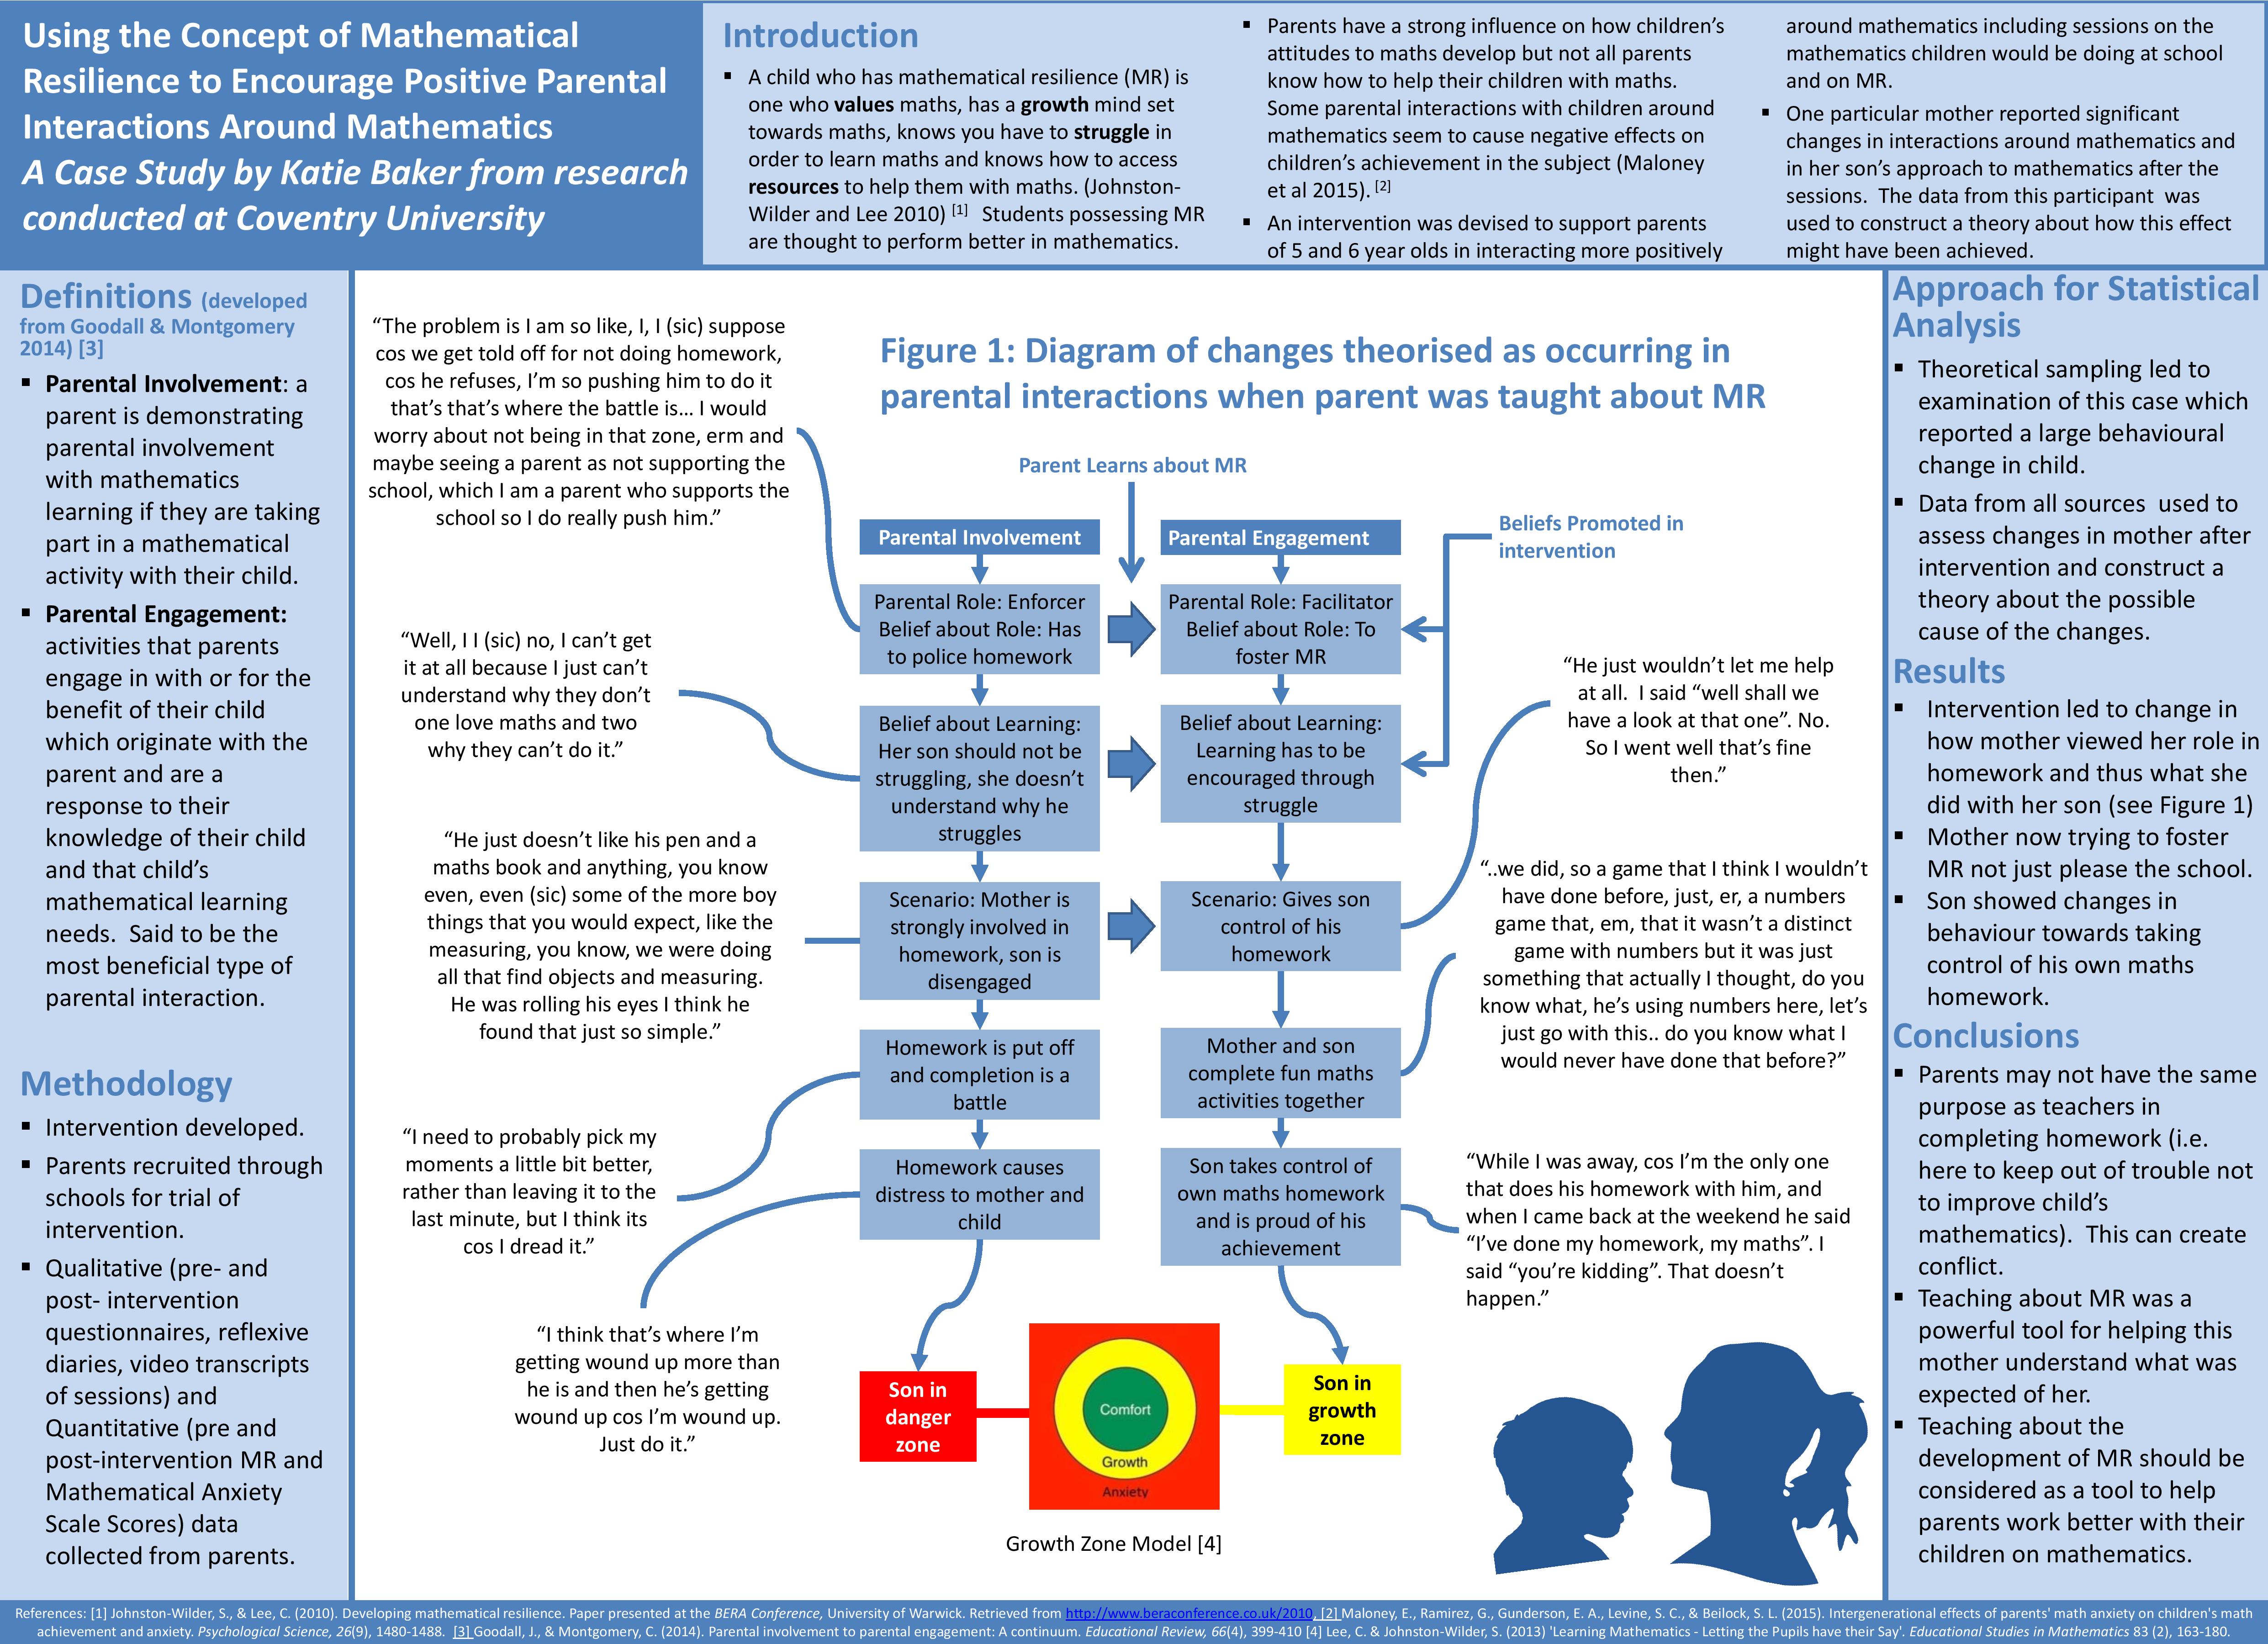 Using the Concept of Mathematical
Resilience to Encourage Positive Parental
Interactions Around Mathematics
A Case Study by Katie Baker from research
conducted at Coventry University
Introduction
▪ A child who has mathematical resilience (MR) is
one who values maths, has a growth mind set
towards maths, knows you have to struggle in
order to learn maths and knows how to access
resources to help them with maths. (Johnston-
Wilder and Lee 2010) [1] Students possessing MR
are thought to perform better in mathematics.
▪ Parents have a strong influence on how children’s
attitudes to maths develop but not all parents
know how to help their children with maths.
Some parental interactions with children around
mathematics seem to cause negative effects on
children’s achievement in the subject (Maloney
et al 2015). [2]
▪ An intervention was devised to support parents
of 5 and 6 year olds in interacting more positively
around mathematics including sessions on the
mathematics children would be doing at school
and on MR.
▪ One particular mother reported significant
changes in interactions around mathematics and
in her son’s approach to mathematics after the
sessions. The data from this participant was
used to construct a theory about how this effect
might have been achieved.
Definitions (developed
from Goodall & Montgomery
2014) [3]
▪ Parental Involvement: a
parent is demonstrating
parental involvement
with mathematics
learning if they are taking
part in a mathematical
activity with their child.
▪ Parental Engagement:
activities that parents
engage in with or for the
benefit of their child
which originate with the
parent and are a
response to their
knowledge of their child
and that child’s
mathematical learning
needs. Said to be the
most beneficial type of
parental interaction.
Methodology
▪ Intervention developed.
▪ Parents recruited through
schools for trial of
intervention.
▪ Qualitative (pre- and
post- intervention
questionnaires, reflexive
diaries, video transcripts
of sessions) and
Quantitative (pre and
post-intervention MR and
Mathematical Anxiety
Scale Scores) data
collected from parents.
“The problem is I am so like, I, I (sic) suppose
cos we get told off for not doing homework,
cos he refuses, I’m so pushing him to do it
that’s that’s where the battle is… I would
worry about not being in that zone, erm and
maybe seeing a parent as not supporting the
school, which I am a parent who supports the
school so I do really push him.”
“Well, I I (sic) no, I can’t get
it at all because I just can’t
understand why they don’t
one love maths and two
why they can’t do it.”
“He just doesn’t like his pen and a
maths book and anything, you know
even, even (sic) some of the more boy
things that you would expect, like the
measuring, you know, we were doing
all that find objects and measuring.
He was rolling his eyes I think he
found that just so simple.”
“I need to probably pick my
moments a little bit better,
rather than leaving it to the
last minute, but I think its
cos I dread it.”
“I think that’s where I’m
getting wound up more than
he is and then he’s getting
wound up cos I’m wound up.
Just do it.”
Figure 1: Diagram of changes theorised as occurring in
parental interactions when parent was taught about MR
Parent Learns about MR
Beliefs Promoted in
intervention
Parental Involvement
Parental Role: Enforcer
Belief about Role: Has
to police homework
Belief about Learning:
Her son should not be
struggling, she doesn’t
understand why he
struggles
Scenario: Mother is
strongly involved in
homework, son is
disengaged
Homework is put off
and completion is a
battle
Homework causes
distress to mother and
child
Son in
danger
zone
Parental Engagement
Parental Role: Facilitator
Belief about Role: To
foster MR
Belief about Learning:
Learning has to be
encouraged through
struggle
Scenario: Gives son
control of his
homework
Mother and son
complete fun maths
activities together
Son takes control of
own maths homework
and is proud of his
achievement
Son in
growth
zone
Comfort
Growth
Anxiety
Growth Zone Model [4]
“He just wouldn’t let me help
at all. I said “well shall we
have a look at that one”. No.
So I went well that’s fine
then.”
“..we did, so a game that I think I wouldn’t
have done before, just, er, a numbers
game that, em, that it wasn’t a distinct
game with numbers but it was just
something that actually I thought, do you
know what, he’s using numbers here, let’s
just go with this.. do you know what I
would never have done that before?”
“While I was away, cos I’m the only one
that does his homework with him, and
when I came back at the weekend he said
“I’ve done my homework, my maths”. I
said “you’re kidding”. That doesn’t
happen.”
Approach for Statistical
Analysis
▪ Theoretical sampling led to
examination of this case which
reported a large behavioural
change in child.
▪ Data from all sources used to
assess changes in mother after
intervention and construct a
theory about the possible
cause of the changes.
Results
▪ Intervention led to change in
how mother viewed her role in
homework and thus what she
did with her son (see Figure 1)
▪ Mother now trying to foster
MR not just please the school.
▪ Son showed changes in
behaviour towards taking
control of his own maths
homework.
Conclusions
▪ Parents may not have the same
purpose as teachers in
completing homework (i.e.
here to keep out of trouble not
to improve child’s
mathematics). This can create
conflict.
▪ Teaching about MR was a
powerful tool for helping this
mother understand what was
expected of her.
▪ Teaching about the
development of MR should be
considered as a tool to help
parents work better with their
children on mathematics.
References: [1] Johnston-Wilder, S., & Lee, C. (2010). Developing mathematical resilience. Paper presented at the BERA Conference, University of Warwick. Retrieved from http://www.beraconference.co.uk/2010, [2] Maloney, E., Ramirez, G., Gunderson, E. A., Levine, S. C., & Beilock, S. L. (2015). Intergenerational effects of parents' math anxiety on children's math
achievement and anxiety. Psychological Science, 26(9), 1480-1488. [3] Goodall, J., & Montgomery, C. (2014). Parental involvement to parental engagement: A continuum. Educational Review, 66(4), 399-410 [4] Lee, C. & Johnston-Wilder, S. (2013) 'Learning Mathematics - Letting the Pupils have their Say'. Educational Studies in Mathematics 83 (2), 163-180.